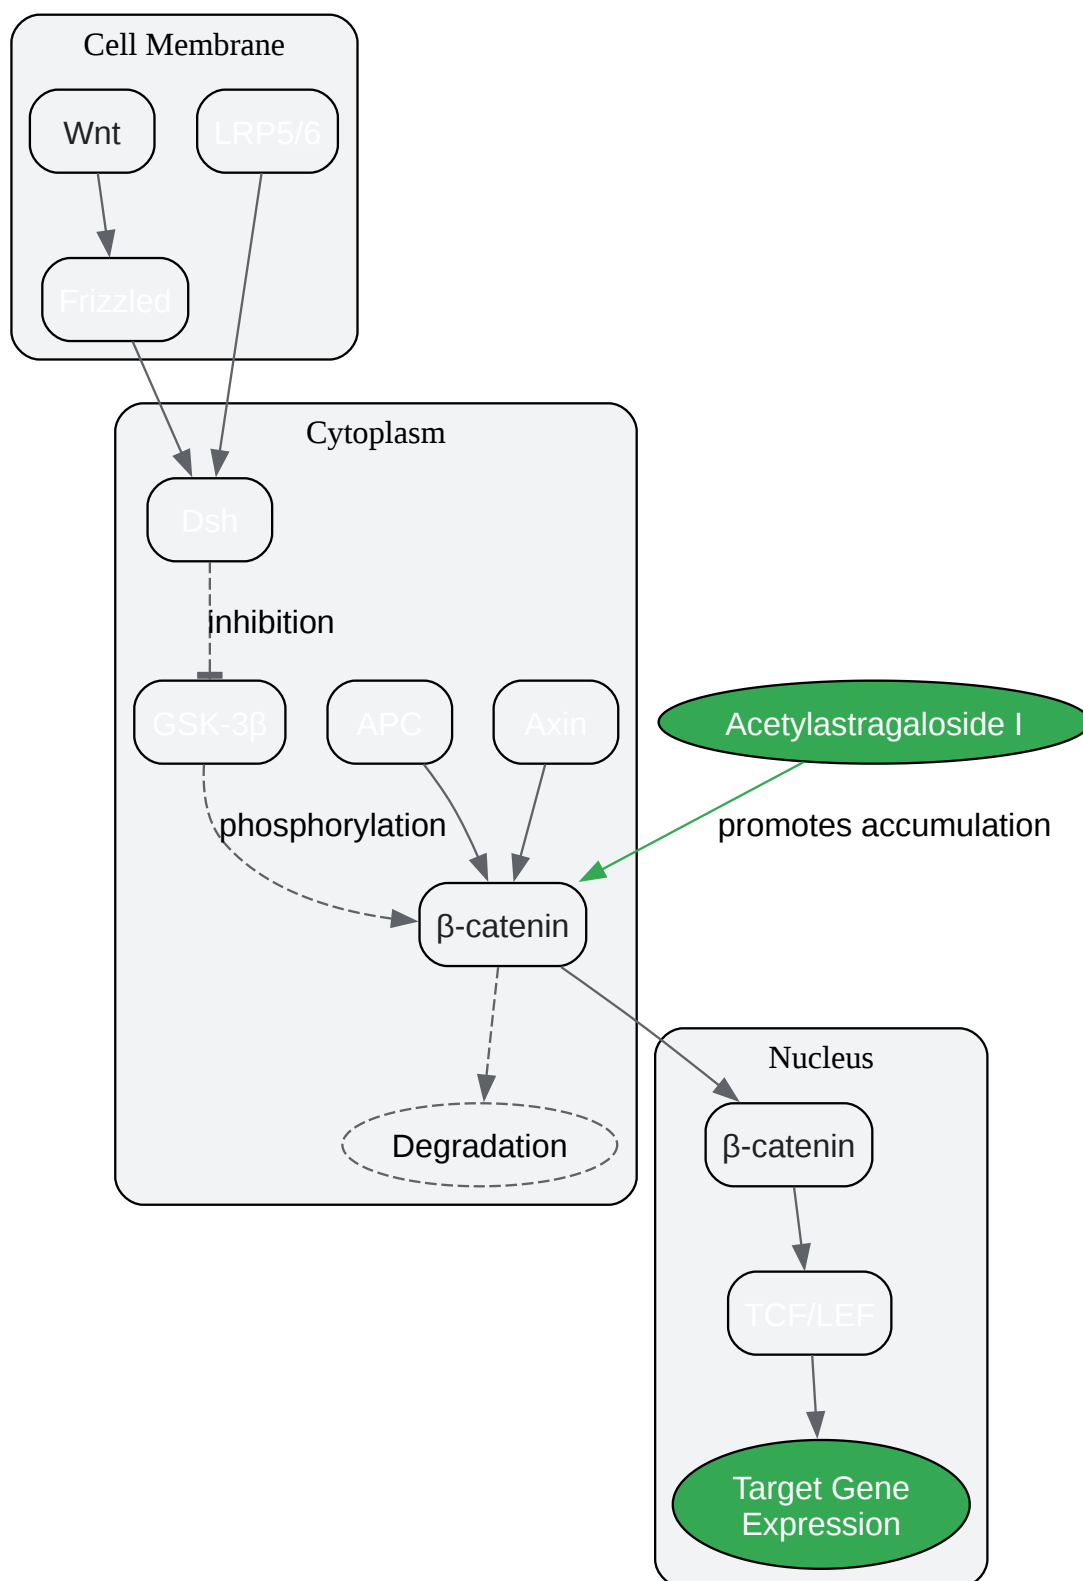 Cell Membrane
Wnt
LRP5/6
Frizzled
Cytoplasm
Dsh
inhibition
GSK-3β
APC
Axin
Acetylastragaloside I
phosphorylation
promotes accumulation
β-catenin
Degradation
Nucleus
β-catenin
TCF/LEF
Target Gene
Expression